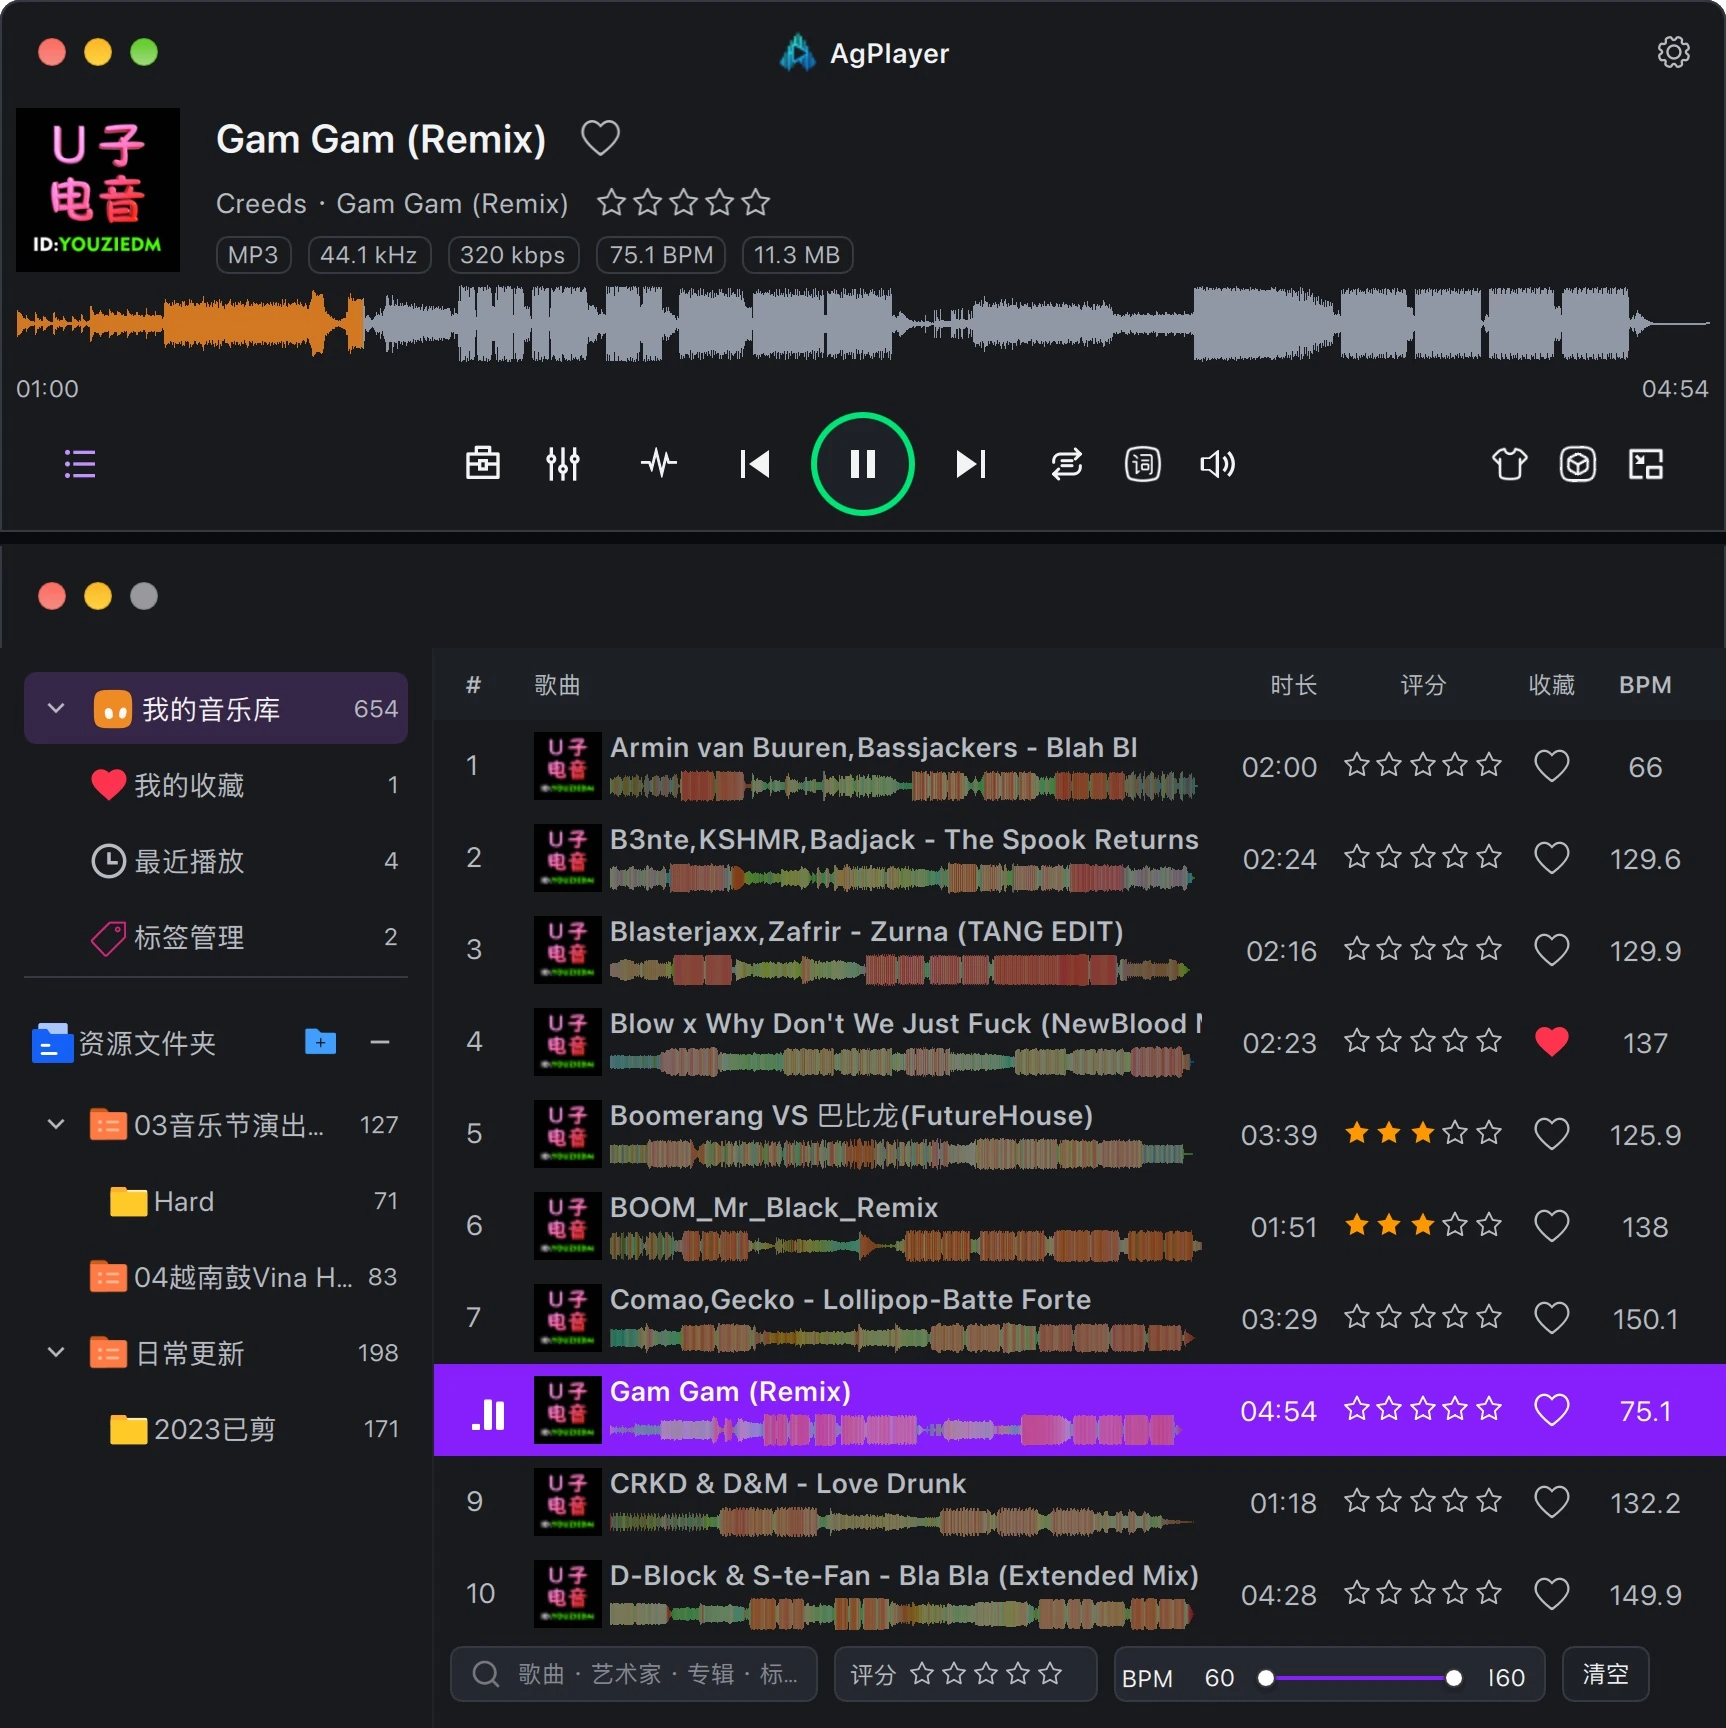 AgPlayer
U 子
电音
ID:YOUZIEDM
Gam Gam (Remix)
Creeds · Gam Gam (Remix)
MP3 44.1 kHz 320 kbps 75.1 BPM 11.3 MB
01:00 04:54
词
我的音乐库 654
我的收藏 1
最近播放 4
标签管理 2
资源文件夹
03音乐节演出... 127
Hard 71
04越南鼓Vina H... 83
日常更新 198
2023已剪 171
# 歌曲 时长 评分 收藏 BPM
1 Armin van Buuren,Bassjackers - Blah Bl 02:00 66
2 B3nte,KSHMR,Badjack - The Spook Returns 02:24 129.6
3 Blasterjaxx,Zafrir - Zurna (TANG EDIT) 02:16 129.9
4 Blow x Why Don't We Just Fuck (NewBlood 02:23 137
5 Boomerang VS 巴比龙(FutureHouse) 03:39 125.9
6 BOOM_Mr_Black_Remix 01:51 138
7 Comao,Gecko - Lollipop-Batte Forte 03:29 150.1
Gam Gam (Remix) 04:54 75.1
9 CRKD & D&M - Love Drunk 01:18 132.2
10 D-Block & S-te-Fan - Bla Bla (Extended Mix) 04:28 149.9
歌曲 · 艺术家 · 专辑 · 标... 评分 BPM 60 160 清空